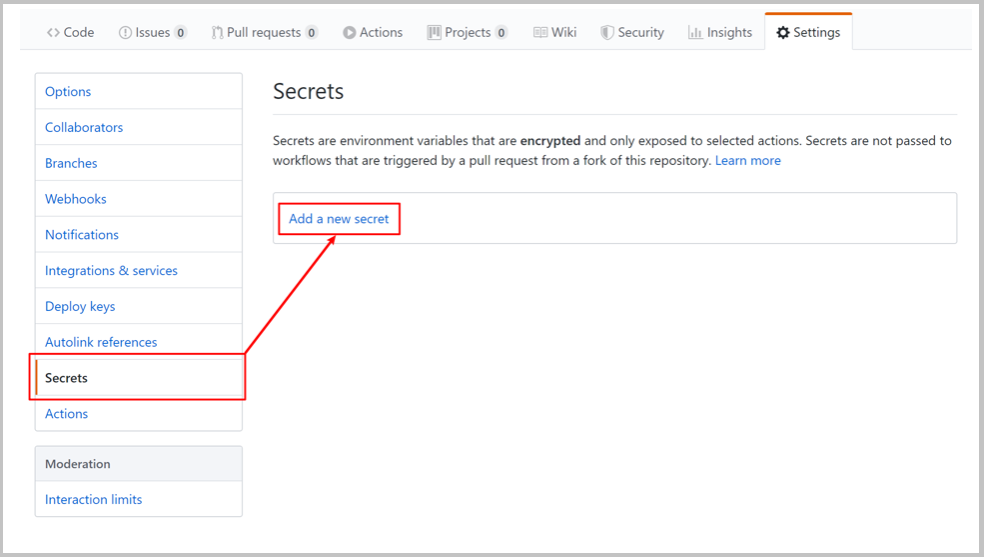 Code Issues 0 Pull requests 0 Actions Projects 0 Wiki Security Insights Settings
Options
Collaborators
Branches
Webhooks
Notifications
Integrations & services
Deploy keys
Autolink references
Secrets
Actions
Moderation
Interaction limits
Secrets
Secrets are environment variables that are encrypted and only exposed to selected actions. Secrets are not passed to
workflows that are triggered by a pull request from a fork of this repository. Learn more
Add a new secret